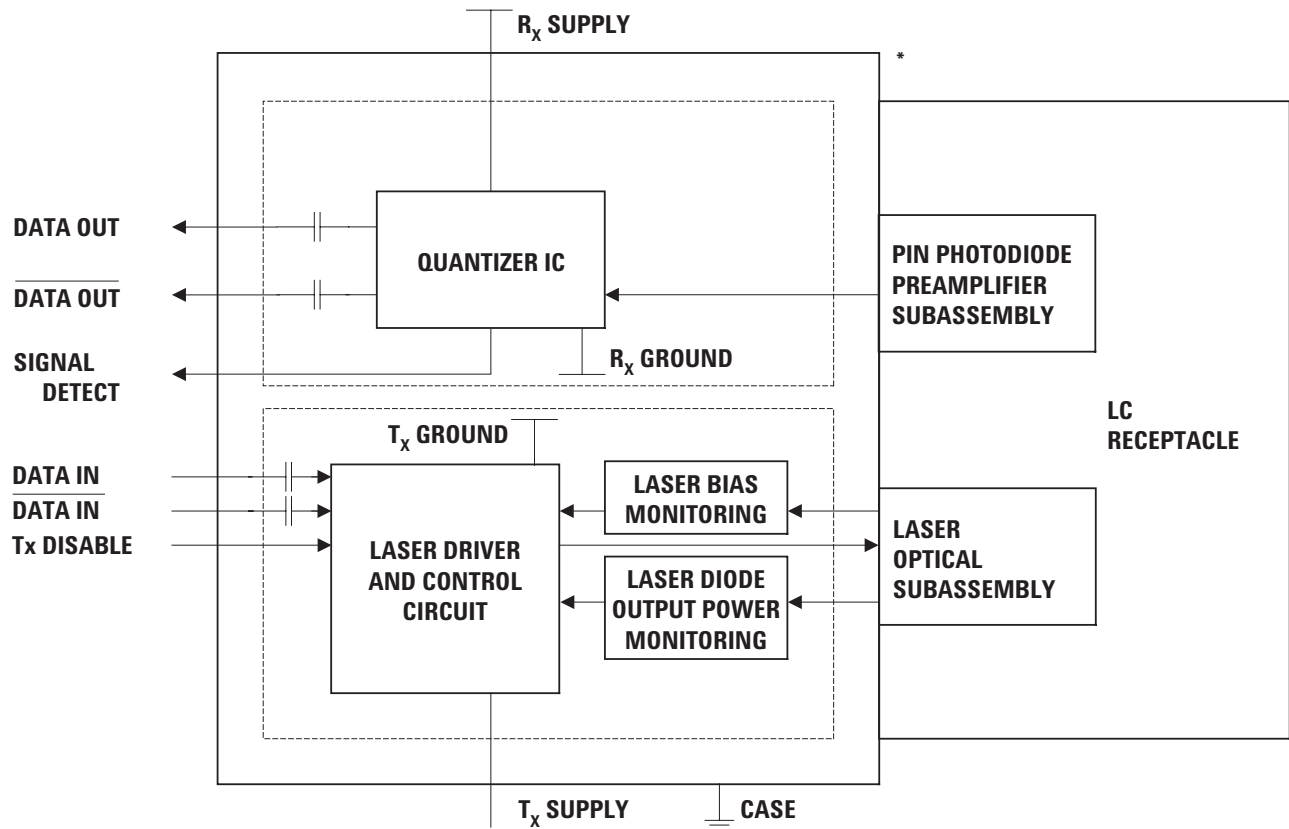 RX SUPPLY
*
DATA OUT
DATA OUT
SIGNAL
DETECT
QUANTIZER IC
RX GROUND
PIN PHOTODIODE
PREAMPLIFIER
SUBASSEMBLY
LC
RECEPTACLE
TX GROUND
DATA IN
DATA IN
Tx DISABLE
LASER DRIVER
AND CONTROL
CIRCUIT
LASER BIAS
MONITORING
LASER DIODE
OUTPUT POWER
MONITORING
LASER
OPTICAL
SUBASSEMBLY
TX SUPPLY
CASE